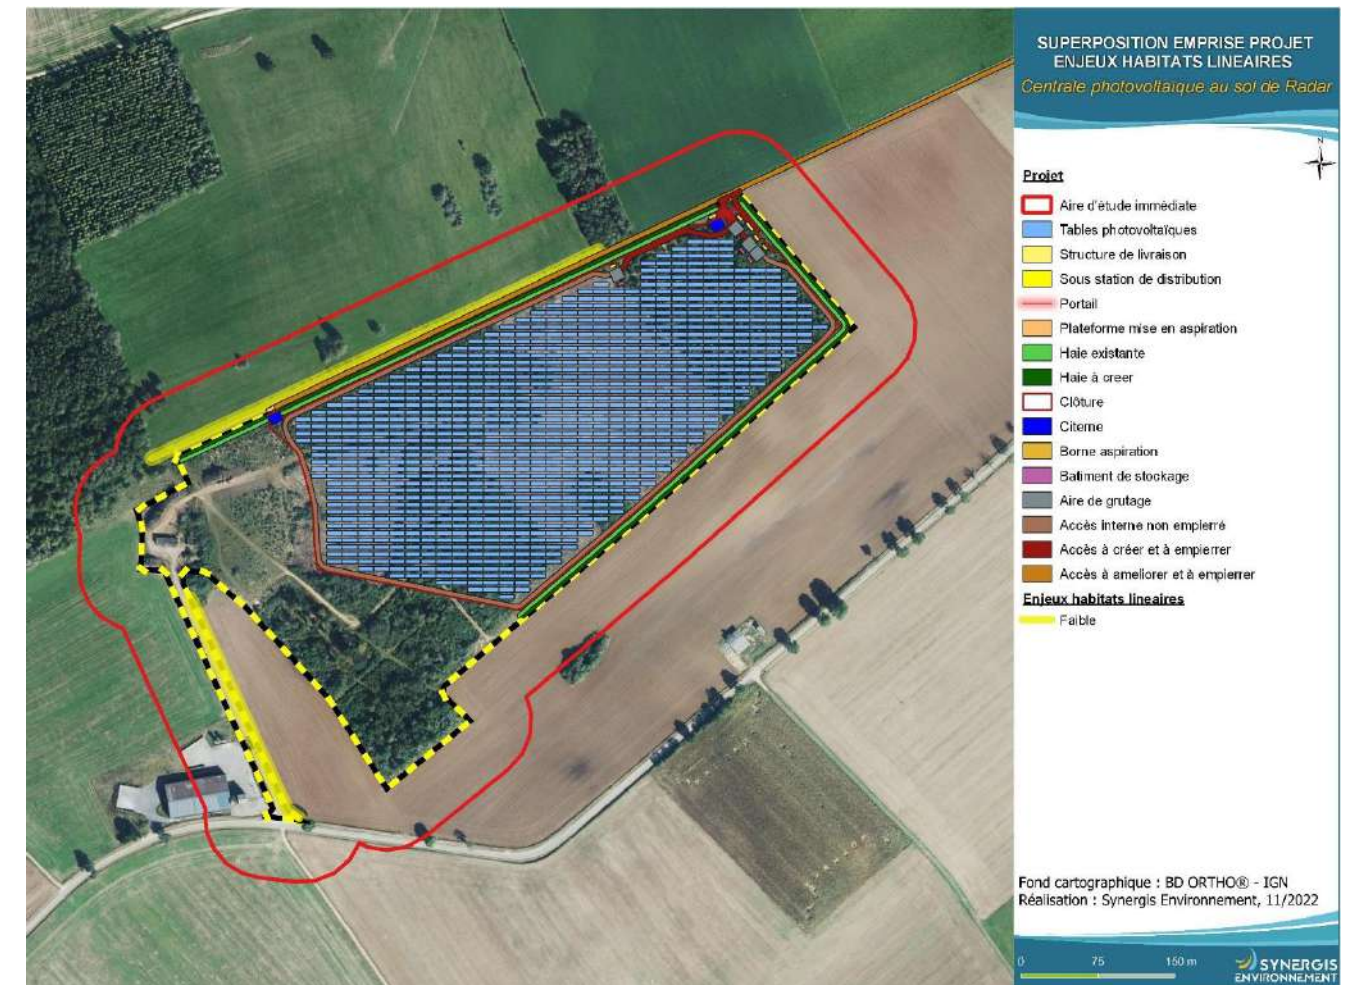 SUPERPOSITION EMPRISE PROJET
ENJEUX HABITATS LINEAIRES
Centrale photovoltaïque au sol de Radar
N
Projet
Aire d'étude immédiate
Tables photovoltaïques
Structure de livraison
Sous station de distribution
Portail
Plateforme mise en aspiration
Haie existante
Haie à creer
Clôture
Citerne
Borne aspiration
Batiment de stockage
Aire de grutage
Accès interne non empierré
Accès à créer et à empierrer
Accès à ameliorer et à empierrer
Enjeux habitats lineaires
Faible
Fond cartographique : BD ORTHO® - IGN
Réalisation : Synergis Environnement, 11/2022
0 75 150 m
SYNERGIS
ENVIRONNEMENT